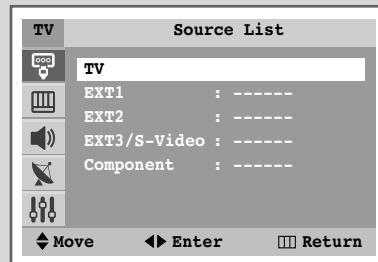 TV Source List
TV
EXT1 : ------
EXT2 : ------
EXT3/S-Video : ------
Component : ------
Move Enter Return